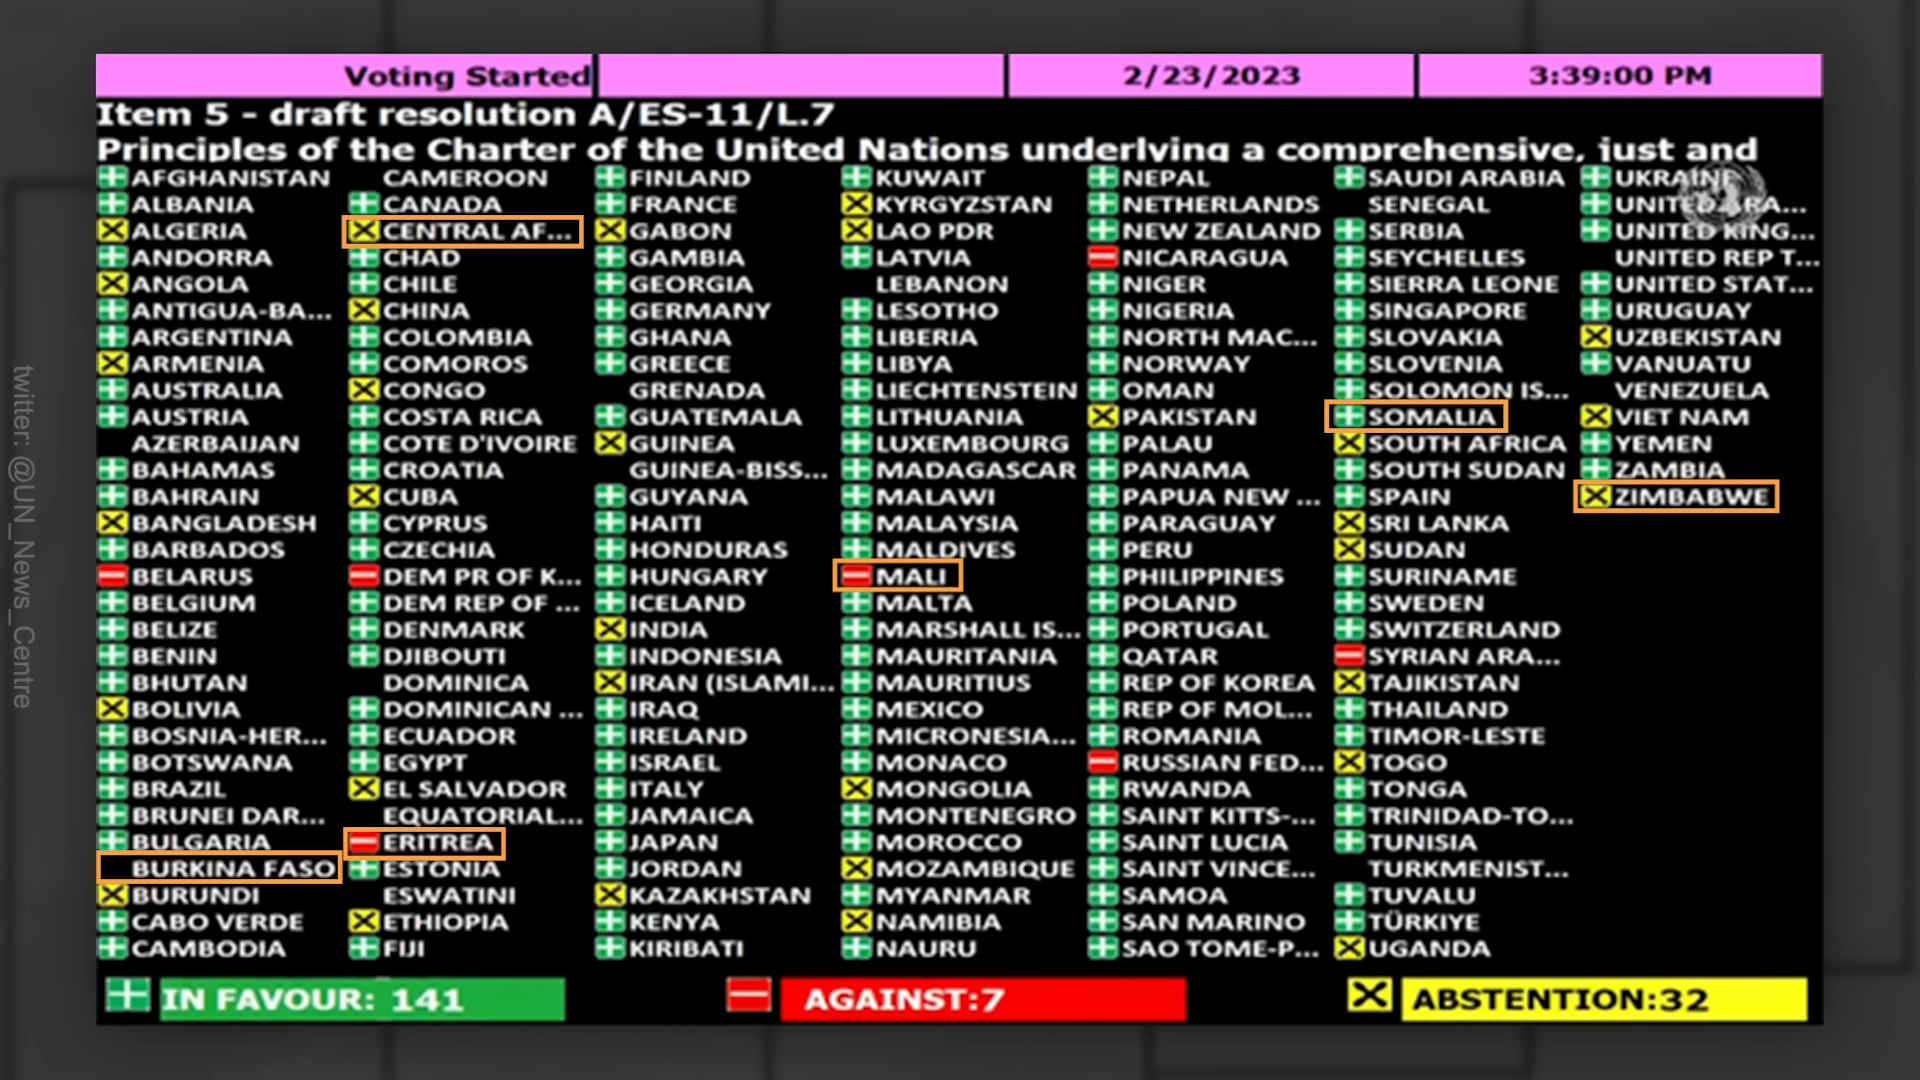 Voting Started 2/23/2023 3:39:00 PM
Item 5 - draft resolution A/ES-11/L.7
Principles of the Charter of the United Nations underlying a comprehensive, just and
AFGHANISTAN
ALBANIA
ALGERIA
ANDORRA
ANGOLA
ANTIGUA-BA...
ARGENTINA
ARMENIA
AUSTRALIA
AUSTRIA
AZERBAIJAN
BAHAMAS
BAHRAIN
BANGLADESH
BARBADOS
BELARUS
BELGIUM
BELIZE
BENIN
BHUTAN
BOLIVIA
BOSNIA-HER...
BOTSWANA
BRAZIL
BRUNEI DAR...
BULGARIA
BURKINA FASO
BURUNDI
CABO VERDE
CAMBODIA
CAMEROON
CANADA
CENTRAL AF...
CHAD
CHILE
CHINA
COLOMBIA
COMOROS
CONGO
COSTA RICA
COTE D'IVOIRE
CROATIA
CUBA
CYPRUS
CZECHIA
DEM PR OF K...
DEM REP OF ...
DENMARK
DJIBOUTI
DOMINICA
DOMINICAN ...
ECUADOR
EGYPT
EL SALVADOR
EQUATORIAL...
ERITREA
ESTONIA
ESWATINI
ETHIOPIA
FIJI
FINLAND
FRANCE
GABON
GAMBIA
GEORGIA
GERMANY
GHANA
GREECE
GRENADA
GUATEMALA
GUINEA
GUINEA-BISS...
GUYANA
HAITI
HONDURAS
HUNGARY
ICELAND
INDIA
INDONESIA
IRAN (ISLAMI...
IRAQ
IRELAND
ISRAEL
ITALY
JAMAICA
JAPAN
JORDAN
KAZAKHSTAN
KENYA
KIRIBATI
KUWAIT
KYRGYZSTAN
LAO PDR
LATVIA
LEBANON
LESOTHO
LIBERIA
LIBYA
LIECHTENSTEIN
LITHUANIA
LUXEMBOURG
MADAGASCAR
MALAWI
MALAYSIA
MALDIVES
MALI
MALTA
MARSHALL IS...
MAURITANIA
MAURITIUS
MEXICO
MICRONESIA...
MONACO
MONGOLIA
MONTENEGRO
MOROCCO
MOZAMBIQUE
MYANMAR
NAMIBIA
NAURU
NEPAL
NETHERLANDS
NEW ZEALAND
NICARAGUA
NIGER
NIGERIA
NORTH MAC...
NORWAY
OMAN
PAKISTAN
PALAU
PANAMA
PAPUA NEW ...
PARAGUAY
PERU
PHILIPPINES
POLAND
PORTUGAL
QATAR
REP OF KOREA
REP OF MOL...
ROMANIA
RUSSIAN FED...
RWANDA
SAINT KITTS-...
SAINT LUCIA
SAINT VINCE...
SAMOA
SAN MARINO
SAO TOME-P...
SAUDI ARABIA
SENEGAL
SERBIA
SEYCHELLES
SIERRA LEONE
SINGAPORE
SLOVAKIA
SLOVENIA
SOLOMON IS...
SOMALIA
SOUTH AFRICA
SOUTH SUDAN
SPAIN
SRI LANKA
SUDAN
SURINAME
SWEDEN
SWITZERLAND
SYRIAN ARA...
TAJIKISTAN
THAILAND
TIMOR-LESTE
TOGO
TONGA
TRINIDAD-TO...
TUNISIA
TURKMENIST...
TUVALU
TÜRKIYE
UGANDA
UKRAINE
UNITED ARA...
UNITED KING...
UNITED REP T...
UNITED STAT...
URUGUAY
UZBEKISTAN
VANUATU
VENEZUELA
VIET NAM
YEMEN
ZAMBIA
ZIMBABWE
IN FAVOUR: 141 AGAINST:7 ABSTENTION:32
twitter: @UN_News_Centre